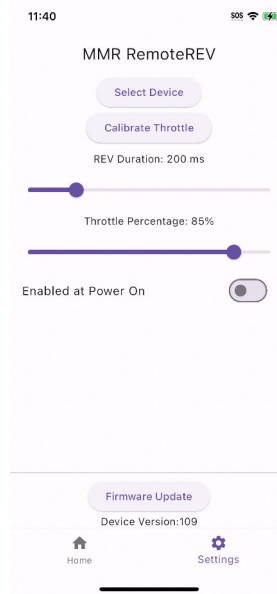 11:40
SOS
MMR RemoteREV
Select Device
Calibrate Throttle
REV Duration: 200 ms
Throttle Percentage: 85%
Enabled at Power On
Firmware Update
Device Version:109
Home
Settings